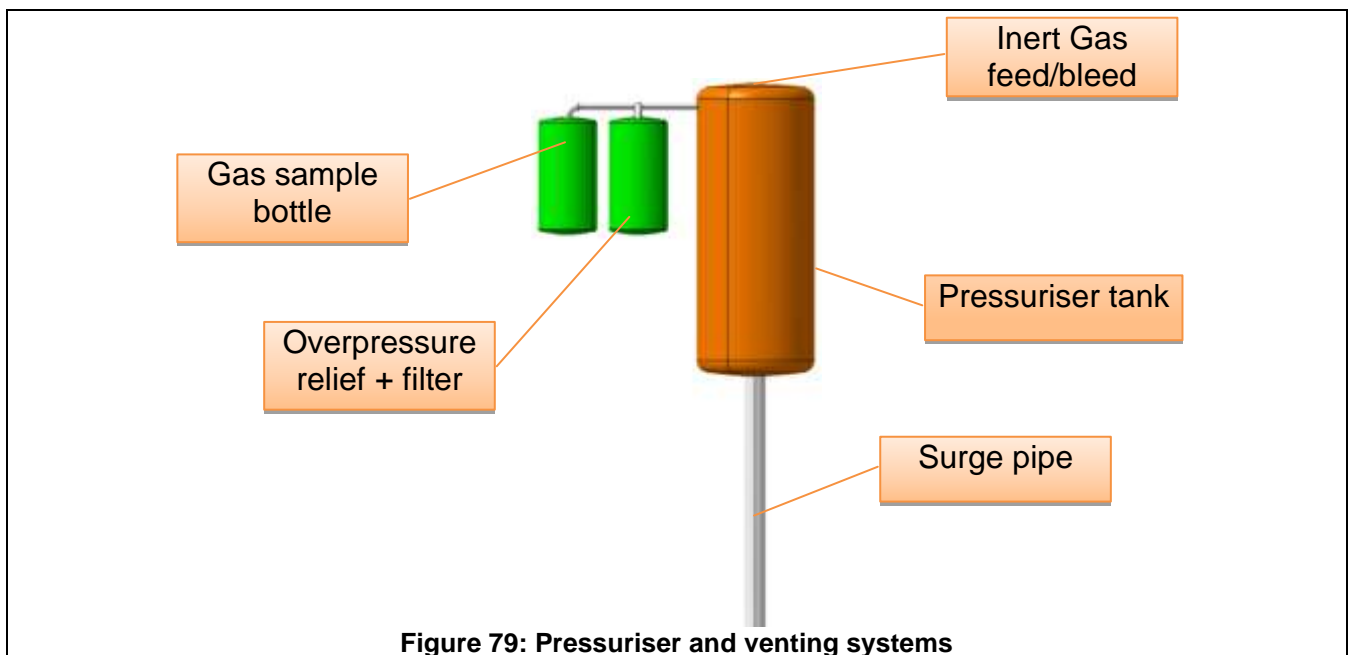 Inert Gas
feed/bleed
Gas sample
bottle
Pressuriser tank
Overpressure
relief + filter
Surge pipe
Figure 79: Pressuriser and venting systems